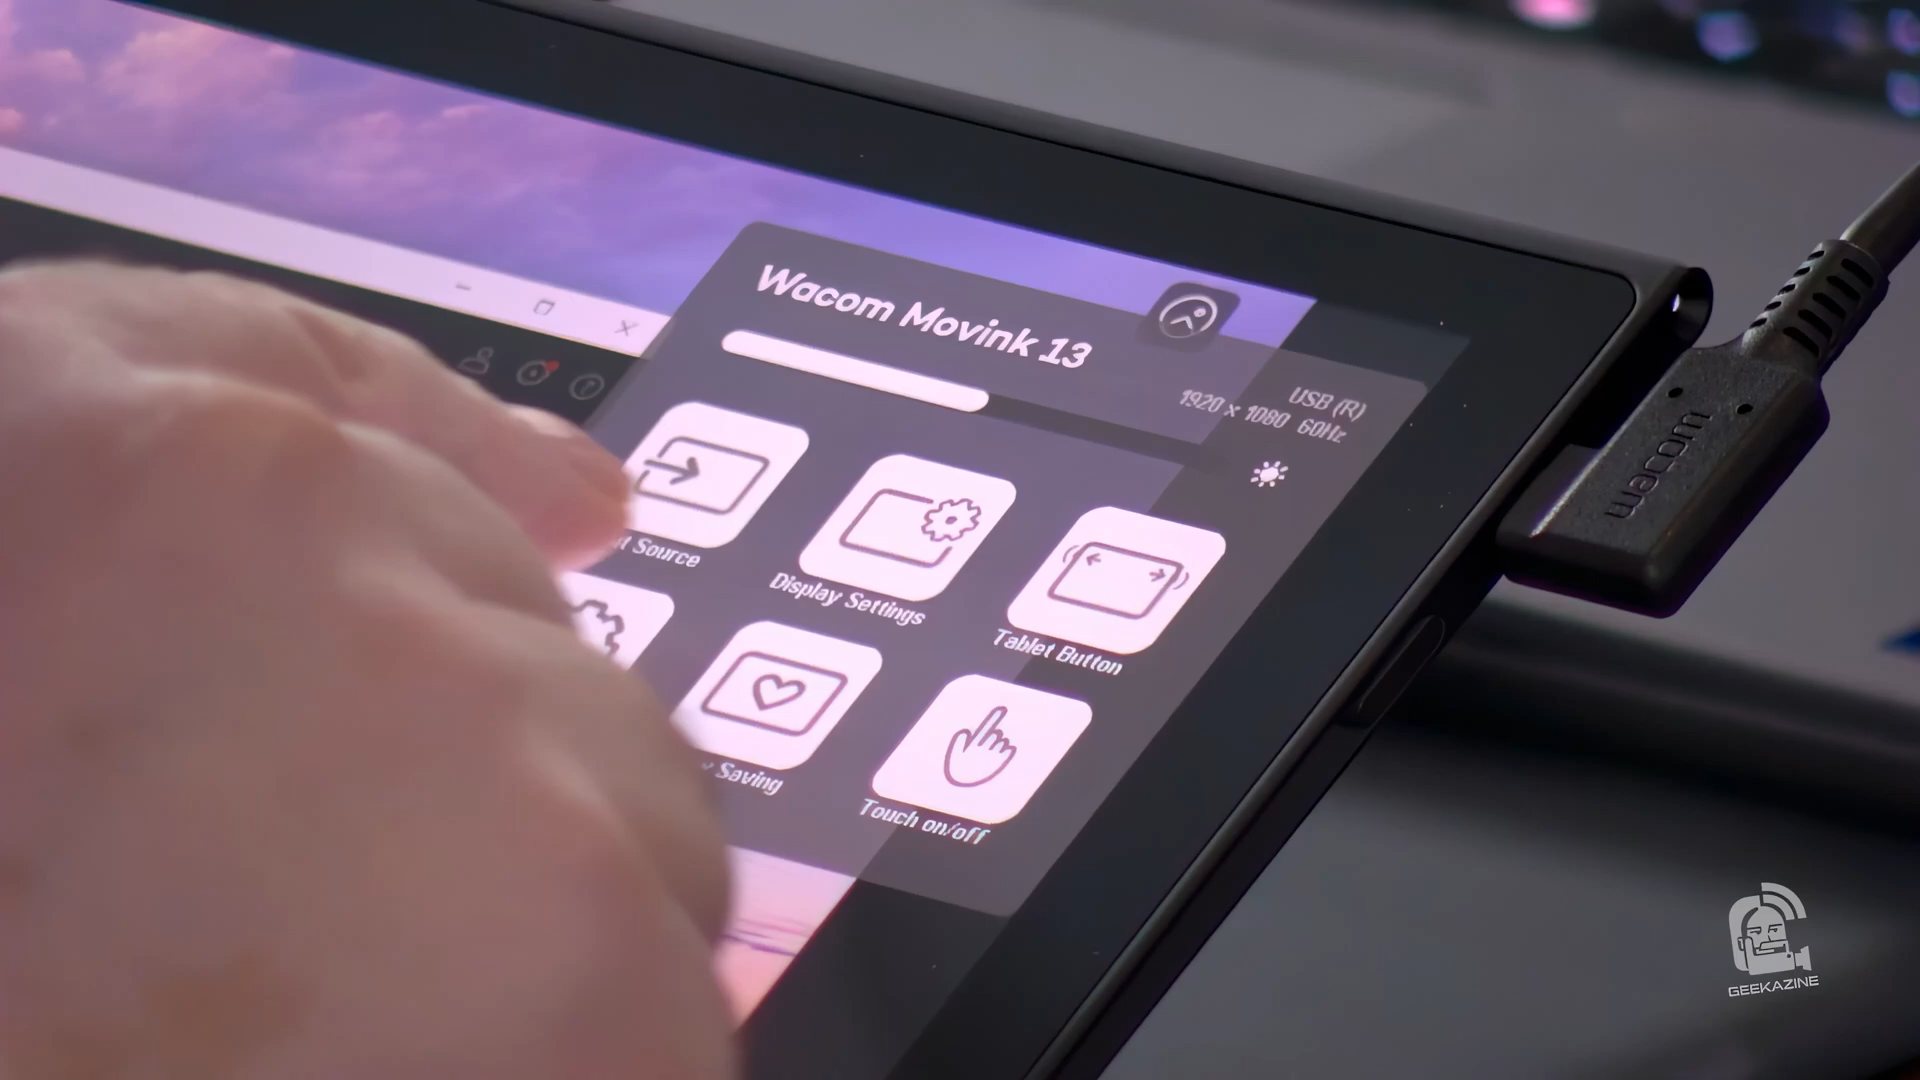 Wacom Movink 13
USB (R)
1920 x 1080 60Hz
Source
Display Settings
Tablet Button
Saving
Touch on/off
wacom
GEEKAZINE